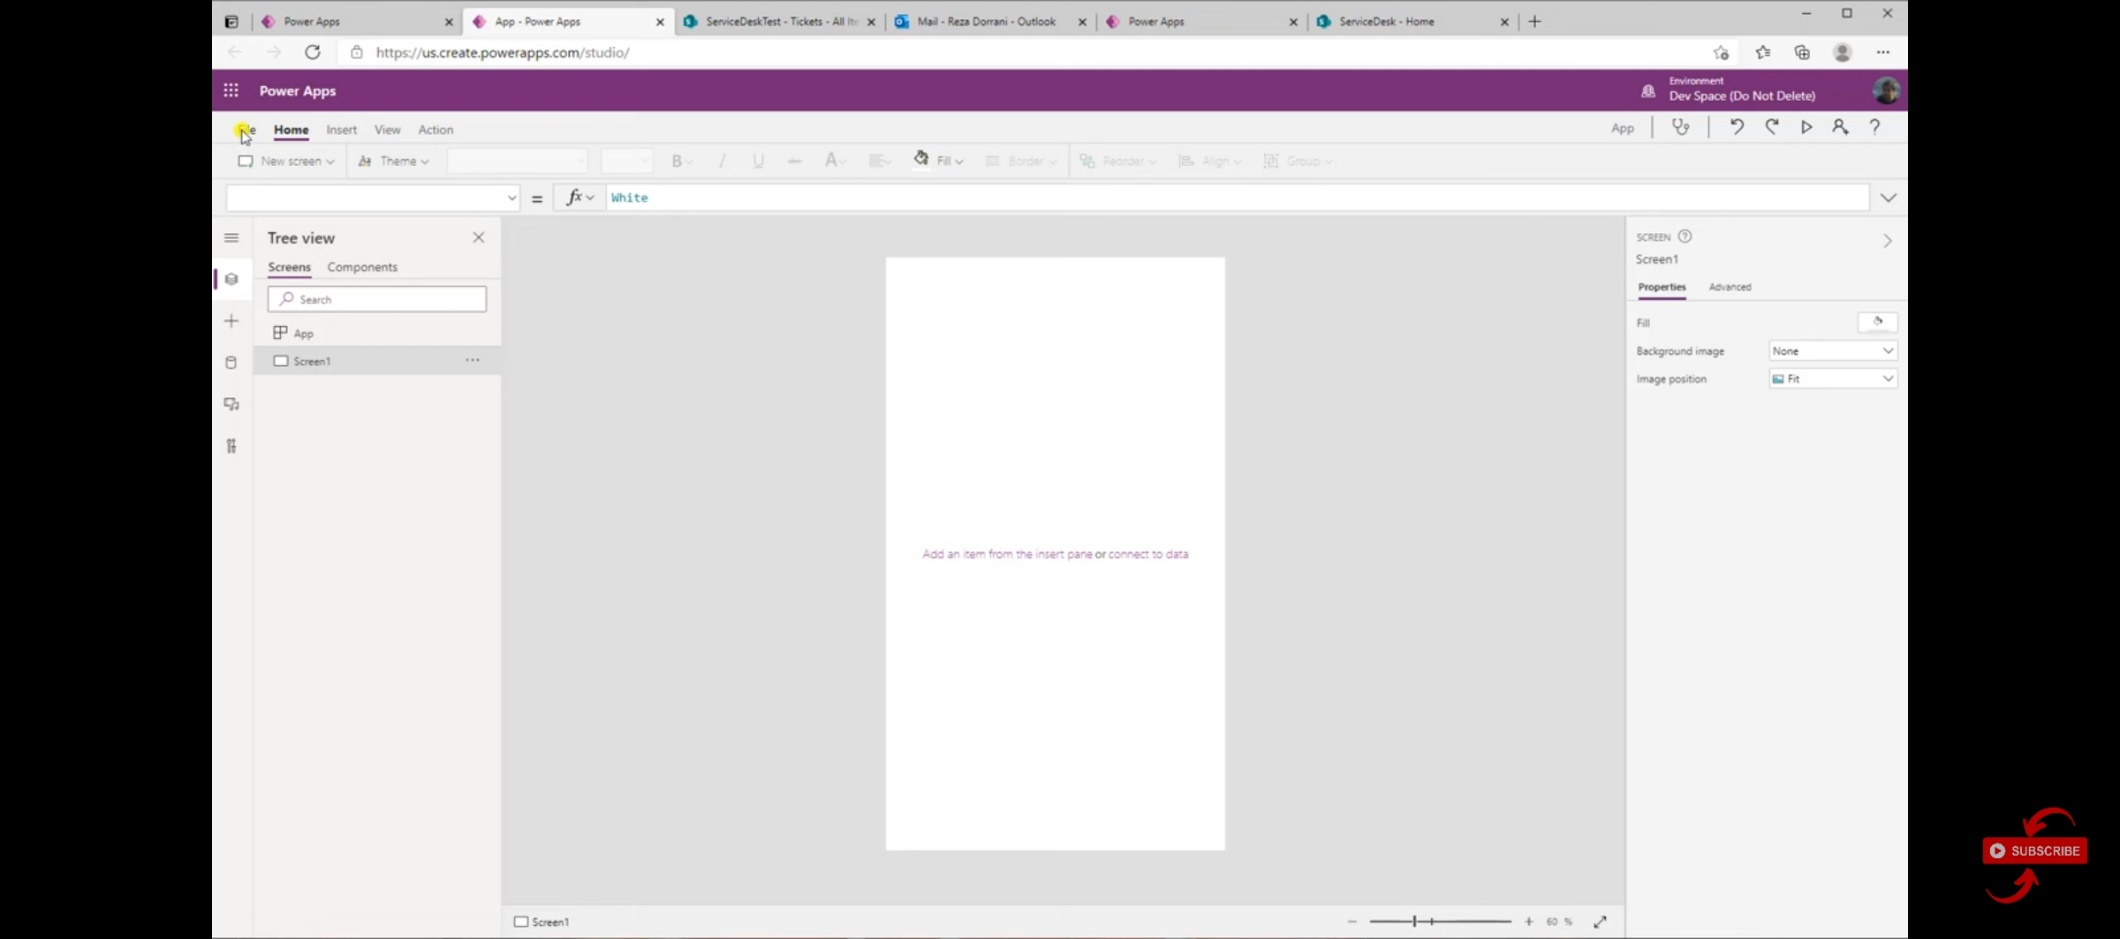 Power Apps
App - Power Apps
ServiceDeskTest - Tickets - All Ite
Mail - Reza Dorrani - Outlook
Power Apps
ServiceDesk - Home
https://us.create.powerapps.com/studio/
Power Apps
Environment
Dev Space (Do Not Delete)
Home Insert View Action
App
New screen Theme B / U A Fill Border Reorder Align Group
= fx White
Tree view
Screens Components
Search
App
Screen1
Add an item from the insert pane or connect to data
SCREEN
Screen1
Properties Advanced
Fill
Background image None
Image position Fit
Screen1
60 %
SUBSCRIBE